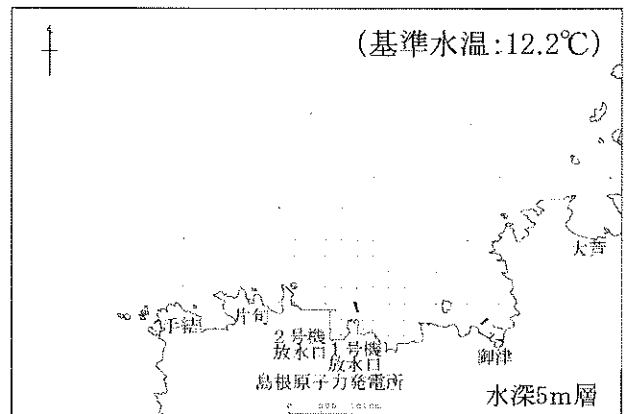 (基準水温:12.2℃)
大芦
手結
片句
2号機
放水口
1号機
放水口
御津
島根原子力発電所
水深5m層